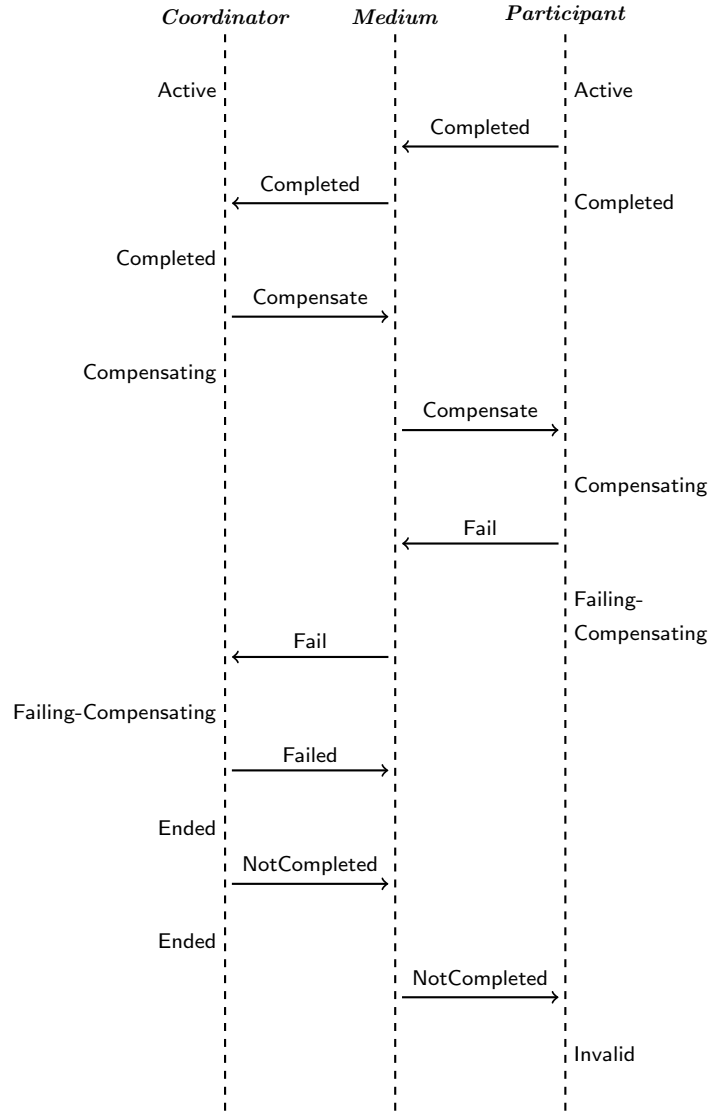 Coordinator Medium Participant
Active Active
Completed
Completed
Completed
Completed
Compensate
Compensating
Compensate
Compensating
Fail
Failing-
Compensating
Fail
Failing-Compensating
Failed
Ended
NotCompleted
Ended
NotCompleted
Invalid